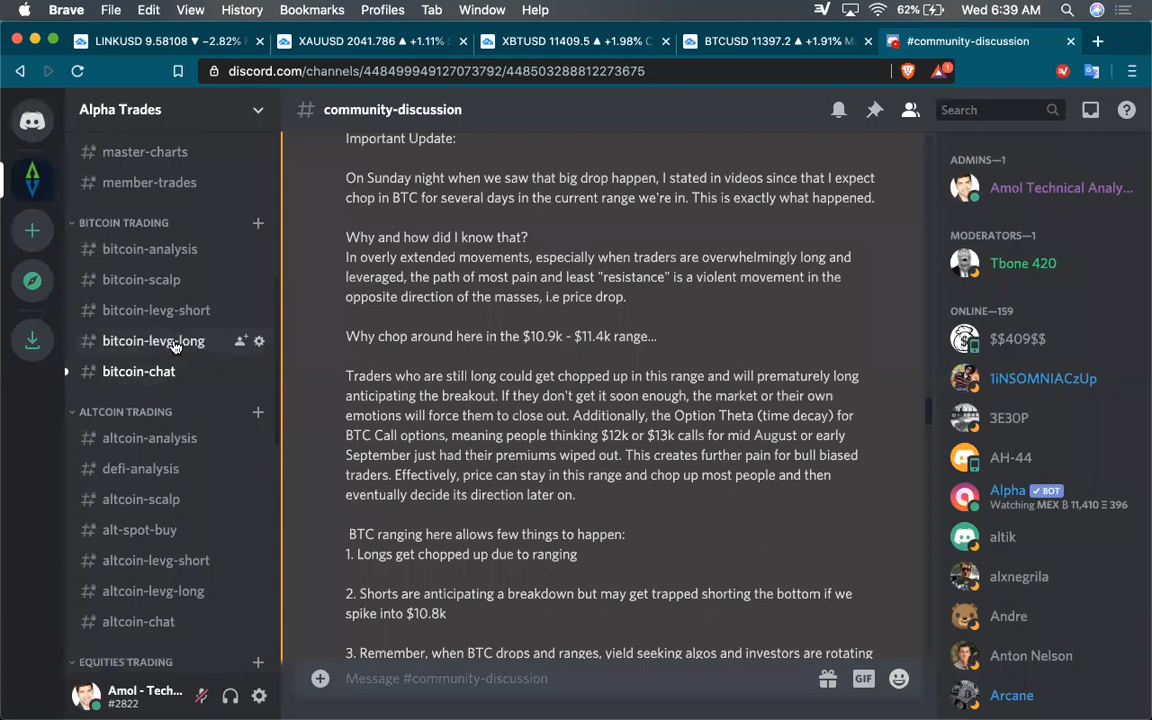 Brave File Edit View History Bookmarks Profiles Tab Window Help 62% Wed 6:39 AM
LINKUSD 9.58108 ▼ −2.82% XAUUSD 2041.786 ▲ +1.11% XBTUSD 11409.5 ▲ +1.98% BTCUSD 11397.2 ▲ +1.91% #community-discussion
discord.com/channels/448499949127073792/448503288812273675 1
Alpha Trades
community-discussion
Search
master-charts
member-trades
BITCOIN TRADING
bitcoin-analysis
bitcoin-scalp
bitcoin-levg-short
bitcoin-levg-long
bitcoin-chat
ALTCOIN TRADING
altcoin-analysis
defi-analysis
altcoin-scalp
alt-spot-buy
altcoin-levg-short
altcoin-levg-long
altcoin-chat
EQUITIES TRADING
Amol - Tech...
#2822
Important Update:
On Sunday night when we saw that big drop happen, I stated in videos since that I expect
chop in BTC for several days in the current range we're in. This is exactly what happened.
Why and how did I know that?
In overly extended movements, especially when traders are overwhelmingly long and
leveraged, the path of most pain and least "resistance" is a violent movement in the
opposite direction of the masses, i.e price drop.
Why chop around here in the $10.9k - $11.4k range...
Traders who are still long could get chopped up in this range and will prematurely long
anticipating the breakout. If they don't get it soon enough, the market or their own
emotions will force them to close out. Additionally, the Option Theta (time decay) for
BTC Call options, meaning people thinking $12k or $13k calls for mid August or early
September just had their premiums wiped out. This creates further pain for bull biased
traders. Effectively, price can stay in this range and chop up most people and then
eventually decide its direction later on.
BTC ranging here allows few things to happen:
1. Longs get chopped up due to ranging
2. Shorts are anticipating a breakdown but may get trapped shorting the bottom if we
spike into $10.8k
3. Remember, when BTC drops and ranges, yield seeking algos and investors are rotating
Message #community-discussion
GIF
ADMINS—1
Amol Technical Analy...
MODERATORS—1
Tbone 420
ONLINE—159
$$409$$
1iNSOMNIACzUp
3E30P
AH-44
Alpha ✓ BOT
Watching MEX ₿ 11,410 Ξ 396
altik
alxnegrila
Andre
Anton Nelson
Arcane